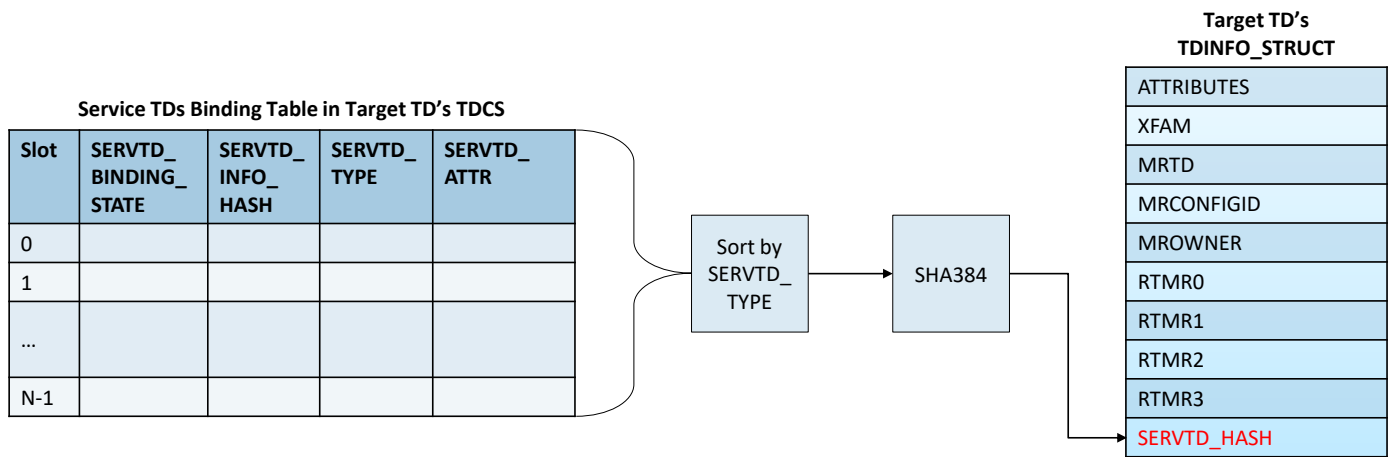 Target TD’s
TDINFO_STRUCT
Service TDs Binding Table in Target TD’s TDCS
Slot
SERVTD_
BINDING_
STATE
SERVTD_
INFO_
HASH
SERVTD_
TYPE
SERVTD_
ATTR
0
1
...
N-1
Sort by
SERVTD_
TYPE
SHA384
ATTRIBUTES
XFAM
MRTD
MRCONFIGID
MROWNER
RTMR0
RTMR1
RTMR2
RTMR3
SERVTD_HASH